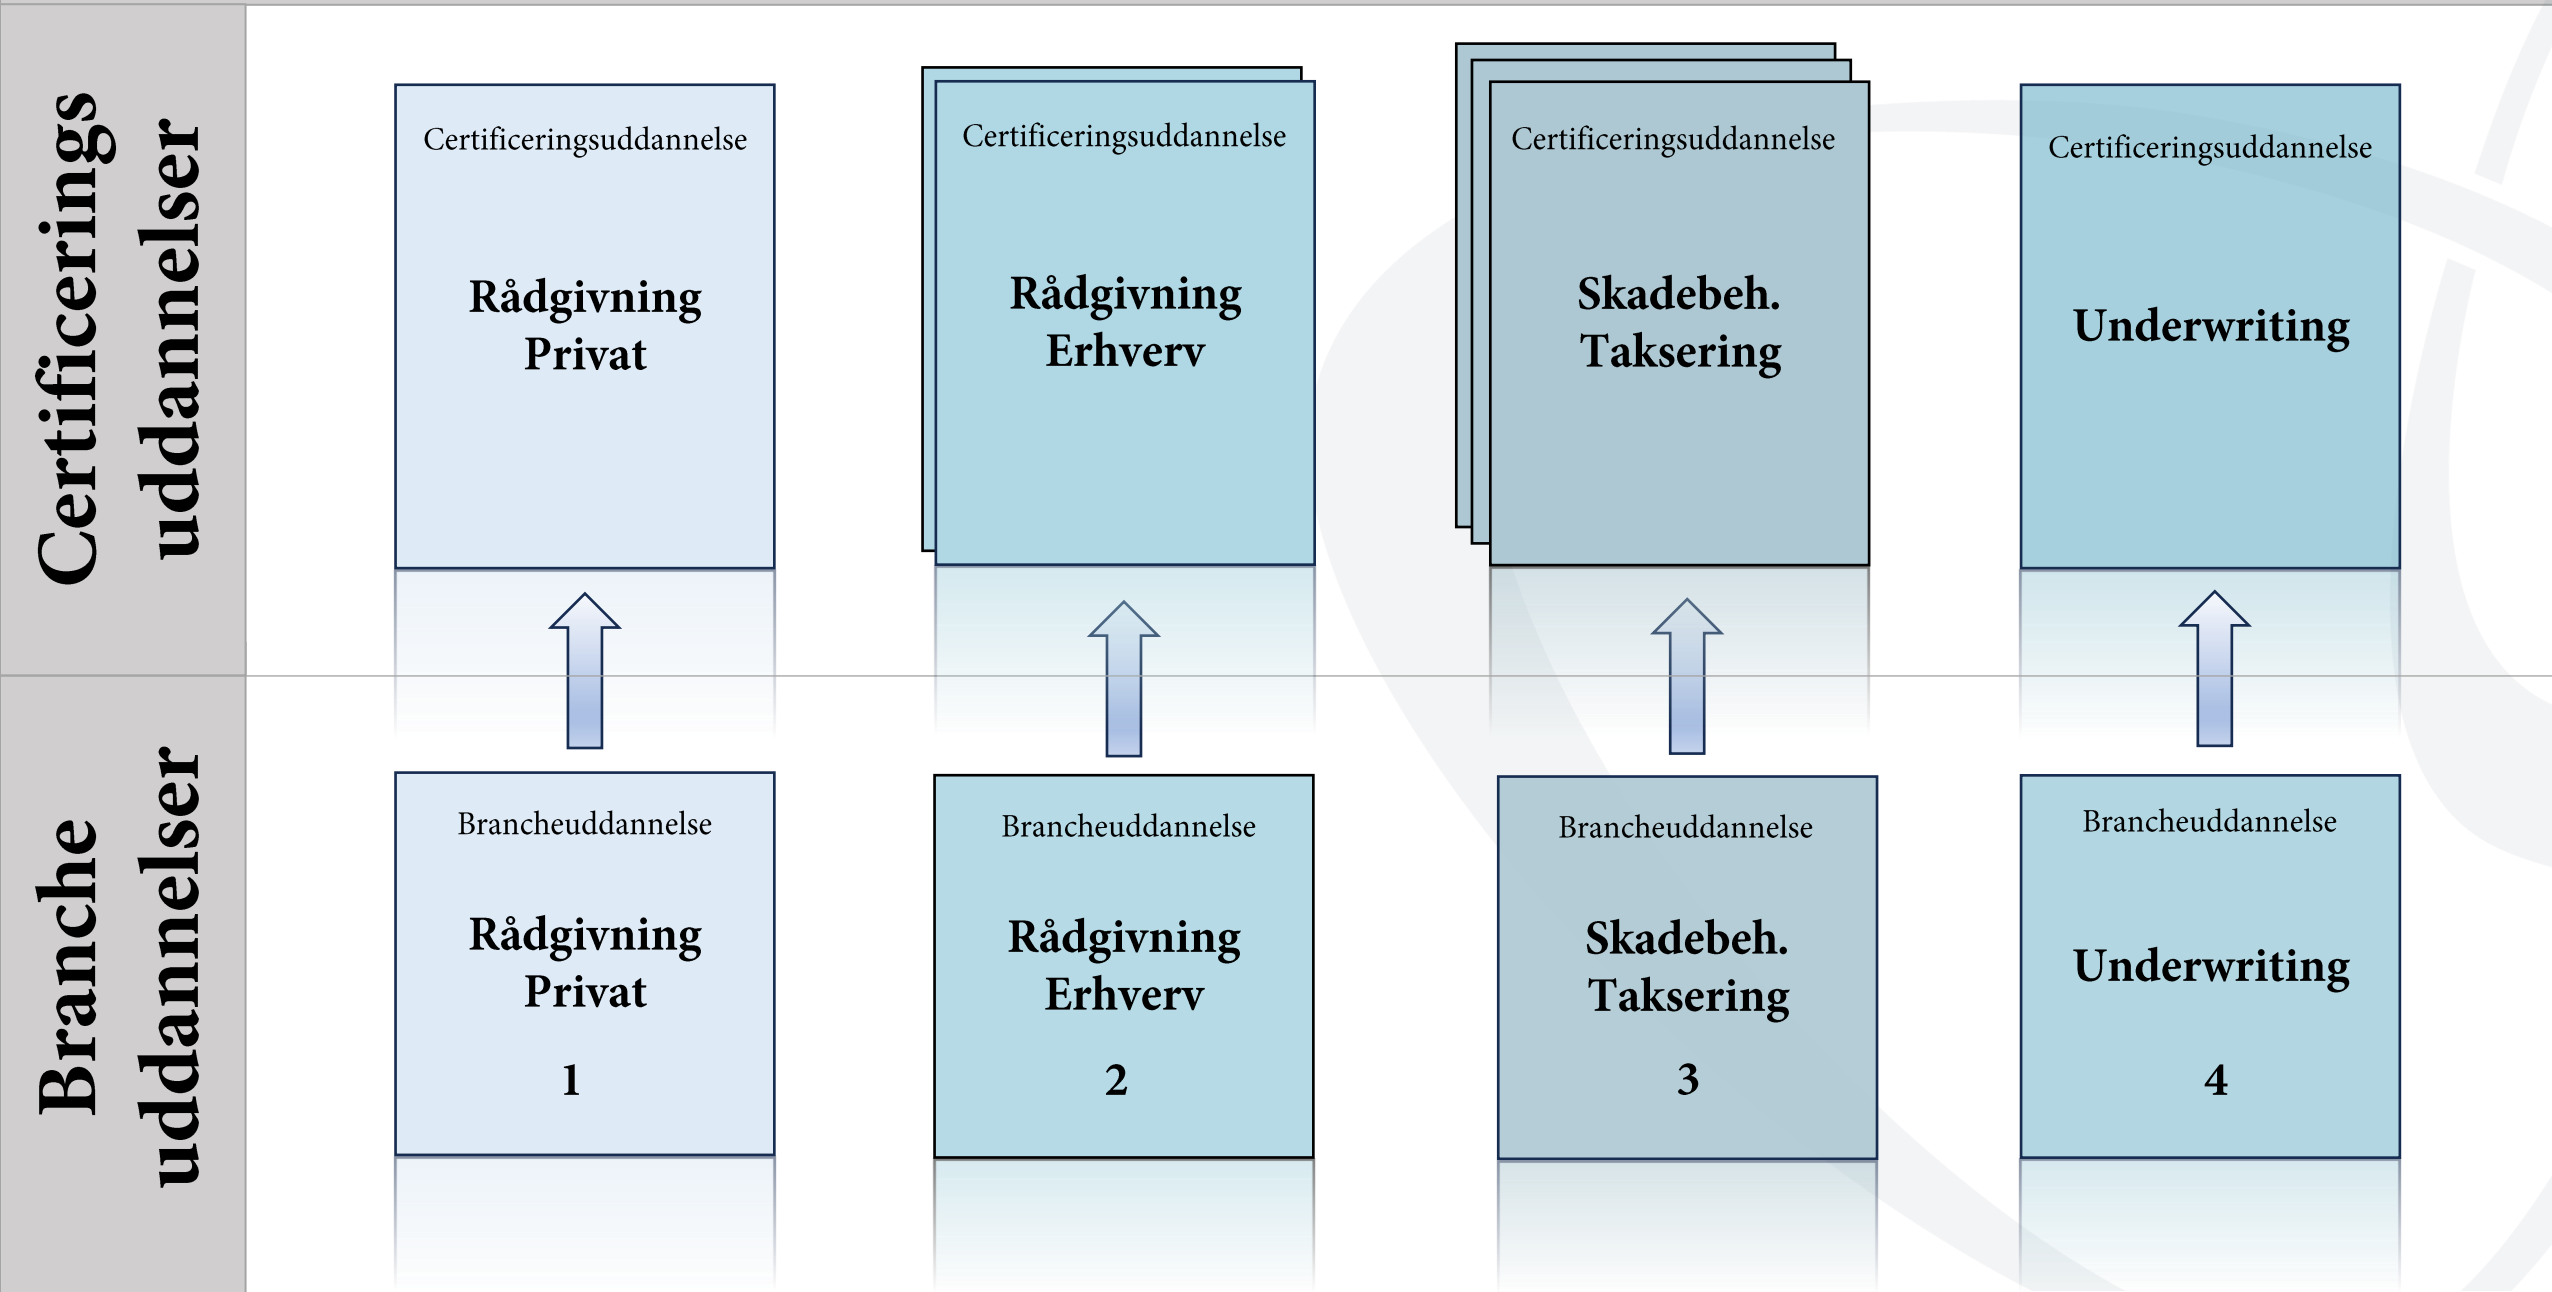 Certificerings
uddannelser
Certificeringsuddannelse
Rådgivning
Privat
Certificeringsuddannelse
Rådgivning
Erhverv
Certificeringsuddannelse
Skadebeh.
Taksering
Certificeringsuddannelse
Underwriting
Branche
uddannelser
Brancheuddannelse
Rådgivning
Privat
1
Brancheuddannelse
Rådgivning
Erhverv
2
Brancheuddannelse
Skadebeh.
Taksering
3
Brancheuddannelse
Underwriting
4